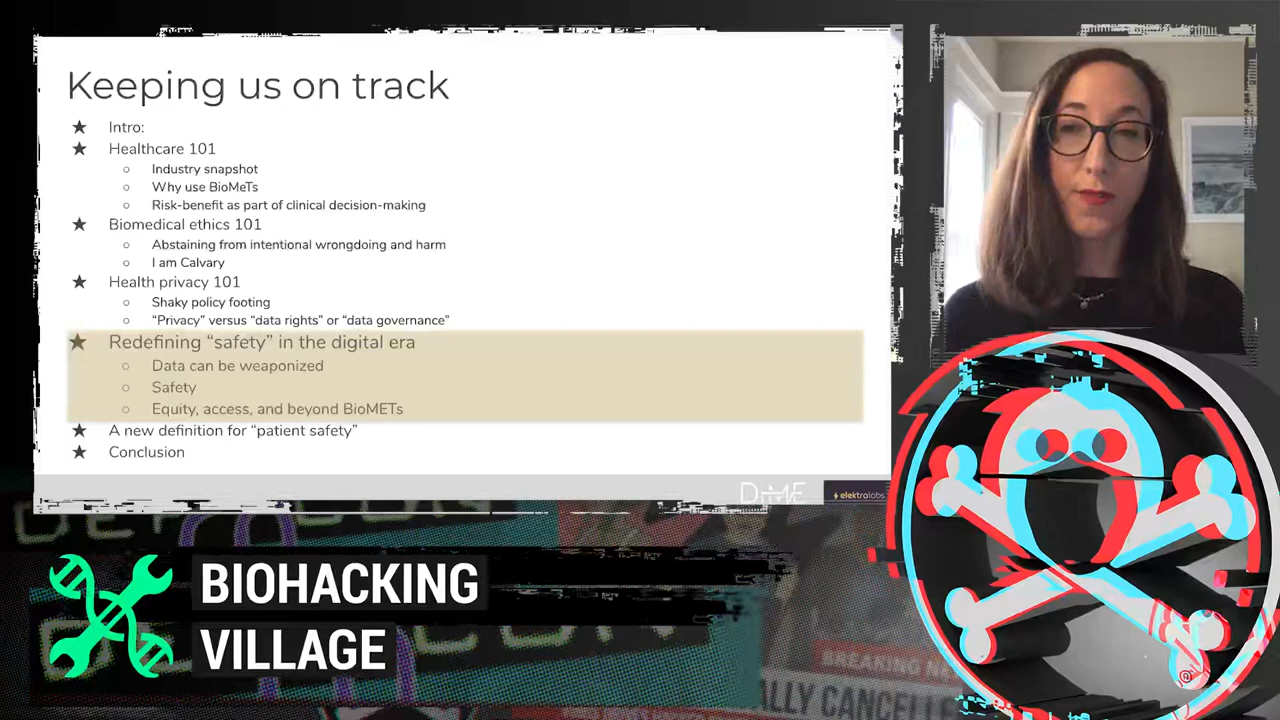 Keeping us on track
★ Intro:
★ Healthcare 101
○ Industry snapshot
○ Why use BioMeTs
○ Risk-benefit as part of clinical decision-making
★ Biomedical ethics 101
○ Abstaining from intentional wrongdoing and harm
○ I am Calvary
★ Health privacy 101
○ Shaky policy footing
○ “Privacy” versus “data rights” or “data governance”
★ Redefining “safety” in the digital era
○ Data can be weaponized
○ Safety
○ Equity, access, and beyond BioMETs
★ A new definition for “patient safety”
★ Conclusion
elektralabs
BIOHACKING
VILLAGE
BREAKING